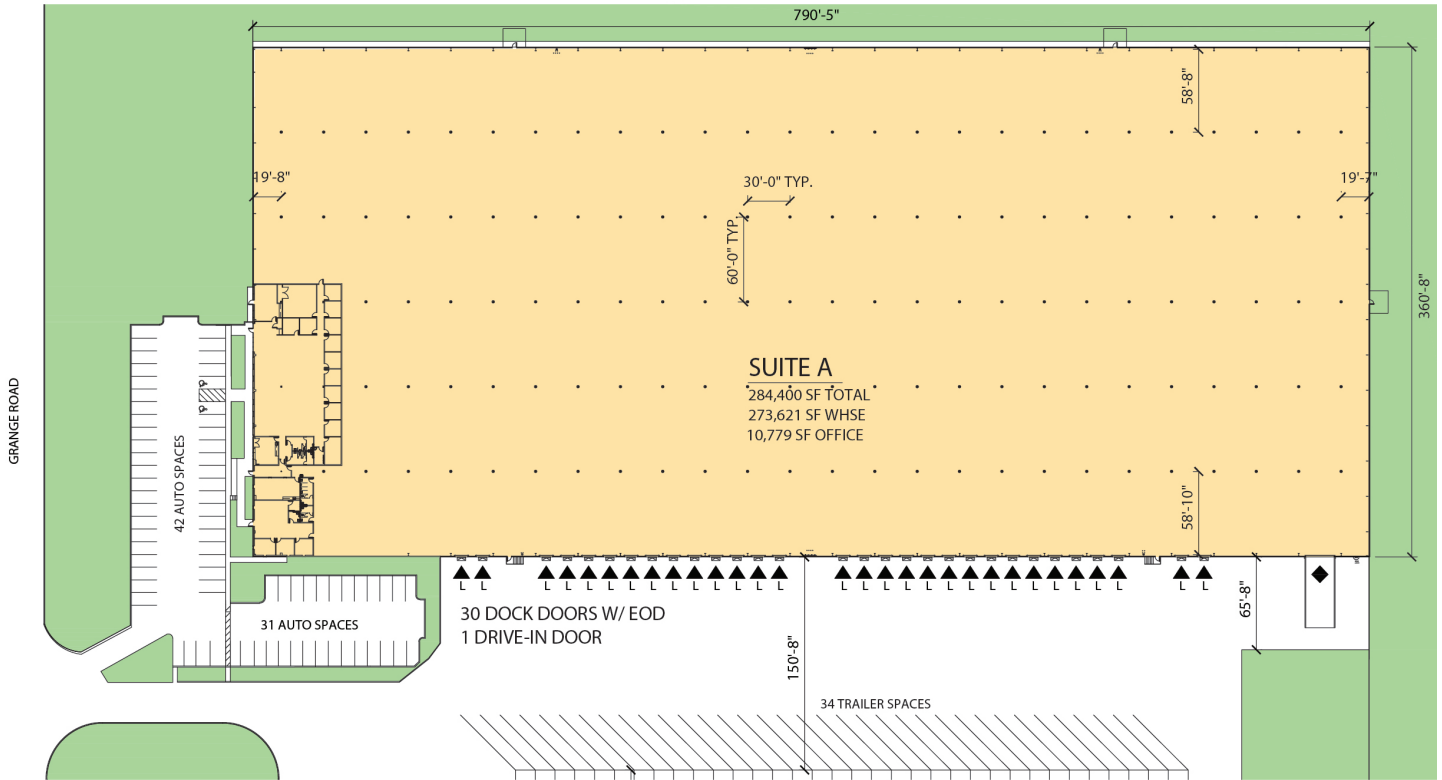 790'-5"
58'-8"
19'-8"
30'-0" TYP.
19'-7"
60'-0" TYP.
360'-8"
SUITE A
284,400 SF TOTAL
273,621 SF WHSE
10,779 SF OFFICE
GRANGE ROAD
42 AUTO SPACES
58'-10"
L L L L L L L L L L L L L L L L L L L L L L L L L L L L L L
30 DOCK DOORS W/ EOD
1 DRIVE-IN DOOR
31 AUTO SPACES
65'-8"
150'-8"
34 TRAILER SPACES